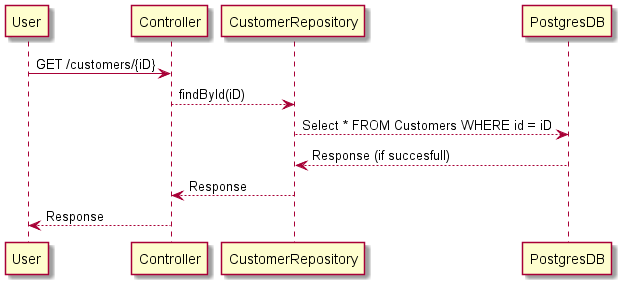 User Controller CustomerRepository PostgresDB
GET /customers/{iD}
findById(iD)
Select * FROM Customers WHERE id = iD
Response (if succesfull)
Response
Response
User Controller CustomerRepository PostgresDB